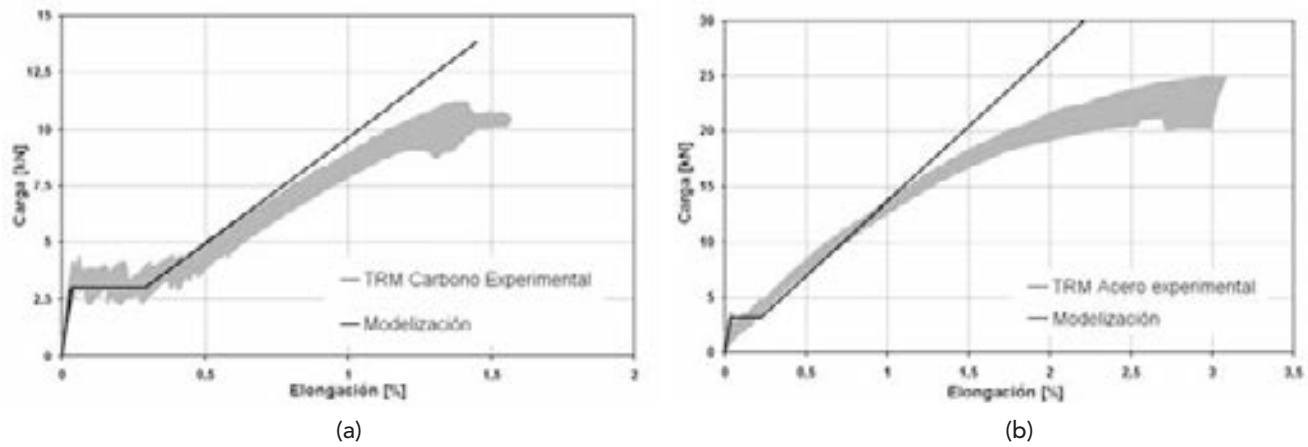 15
12,5
10
7,5
5
2,5
0
Carga [kN]
TRM Carbono Experimental
Modelización
0
0,5
1
1,5
2
Elongación [%]
(a)
30
25
20
15
10
5
0
Carga [kN]
TRM Acero experimental
Modelización
0
0,5
1
1,5
2
2,5
3
3,5
Elongación [%]
(b)